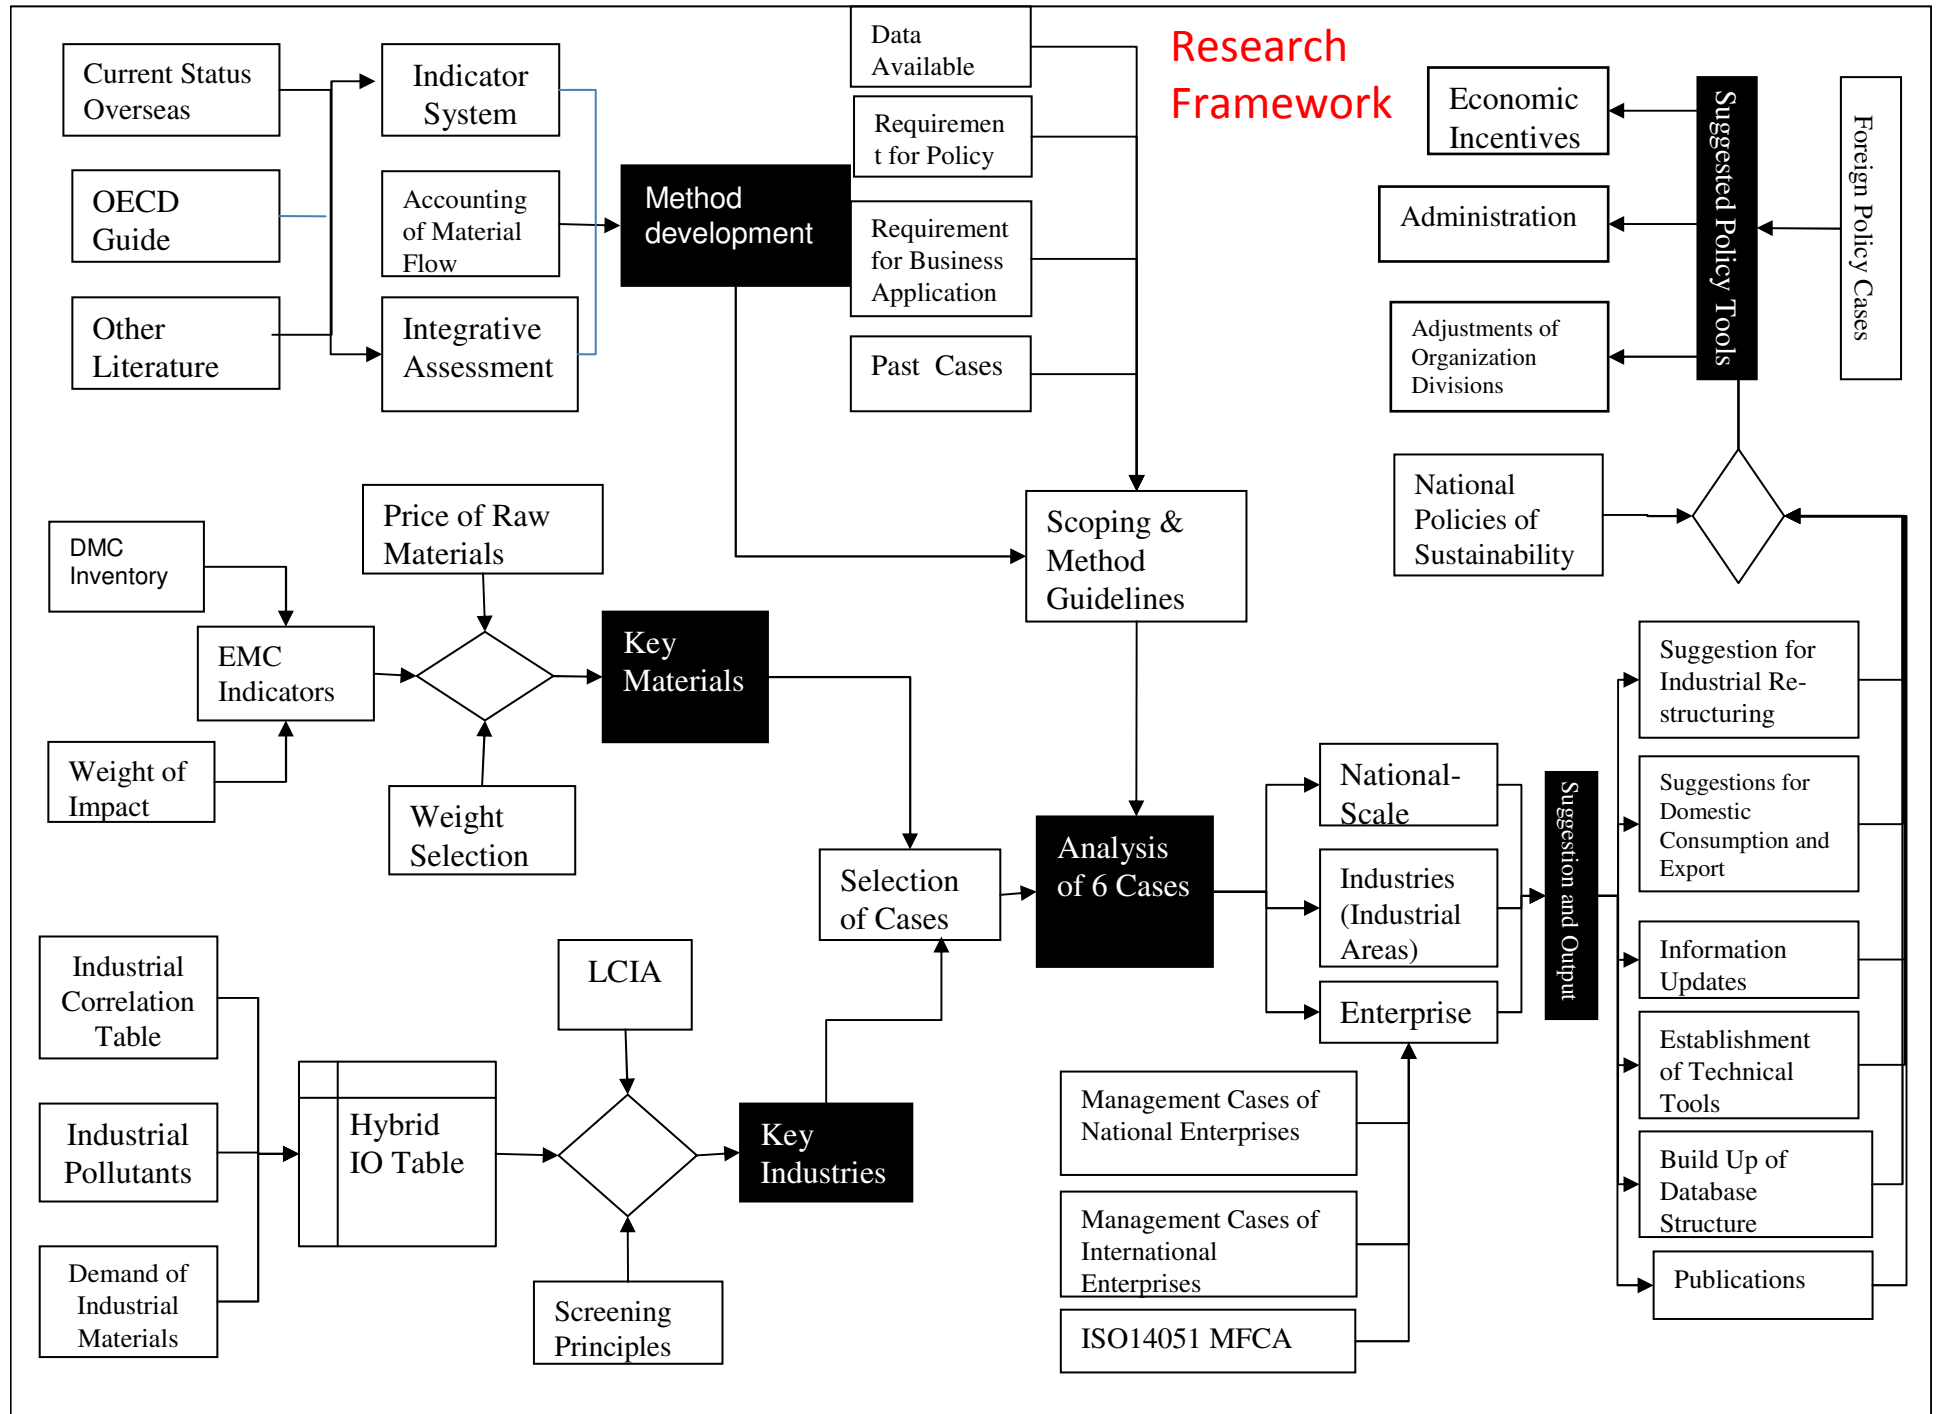 Research
Framework
Current Status
Overseas
OECD
Guide
Other
Literature
Indicator
System
Accounting
of Material
Flow
Integrative
Assessment
Method
development
Data
Available
Requiremen
t for Policy
Requirement
for Business
Application
Past Cases
Economic
Incentives
Administration
Adjustments of
Organization
Divisions
Suggested Policy Tools
Foreign Policy Cases
National
Policies of
Sustainability
Scoping &
Method
Guidelines
DMC
Inventory
EMC
Indicators
Weight of
Impact
Price of Raw
Materials
Weight
Selection
Key
Materials
Selection
of Cases
Analysis
of 6 Cases
National-
Scale
Industries
(Industrial
Areas)
Enterprise
Suggestion and Output
Suggestion for
Industrial Re-
structuring
Suggestions for
Domestic
Consumption and
Export
Information
Updates
Establishment
of Technical
Tools
Build Up of
Database
Structure
Publications
Industrial
Correlation
Table
Industrial
Pollutants
Demand of
Industrial
Materials
Hybrid
IO Table
LCIA
Screening
Principles
Key
Industries
Management Cases of
National Enterprises
Management Cases of
International
Enterprises
ISO14051 MFCA